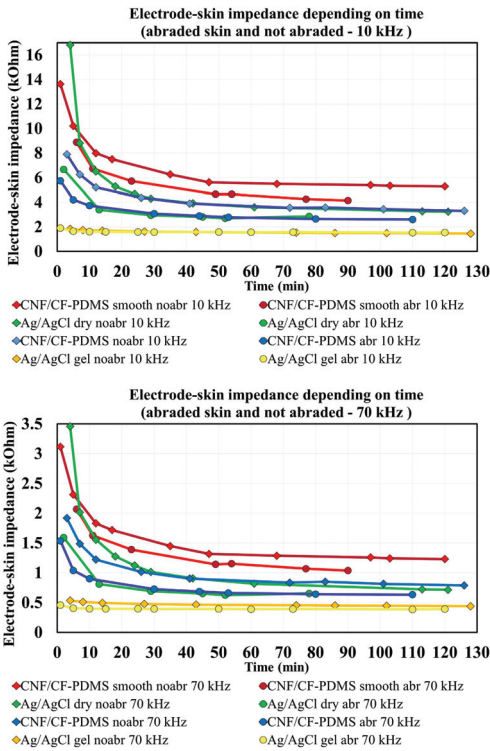 Electrode-skin impedance depending on time
(abraded skin and not abraded - 10 kHz )
Electrode-skin impedance (kOhm)
16
14
12
10
8
6
4
2
0
0 10 20 30 40 50 60 70 80 90 100 110 120 130
Time (min)
CNF/CF-PDMS smooth noabr 10 kHz CNF/CF-PDMS smooth abr 10 kHz
Ag/AgCl dry noabr 10 kHz Ag/AgCl dry abr 10 kHz
CNF/CF-PDMS noabr 10 kHz CNF/CF-PDMS abr 10 kHz
Ag/AgCl gel noabr 10 kHz Ag/AgCl gel abr 10 kHz
Electrode-skin impedance depending on time
(abraded skin and not abraded - 70 kHz )
Electrode-skin impedance (kOhm)
3.5
3
2.5
2
1.5
1
0.5
0
0 10 20 30 40 50 60 70 80 90 100 110 120 130
Time (min)
CNF/CF-PDMS smooth noabr 70 kHz CNF/CF-PDMS smooth abr 70 kHz
Ag/AgCl dry noabr 70 kHz Ag/AgCl dry abr 70 kHz
CNF/CF-PDMS noabr 70 kHz CNF/CF-PDMS abr 70 kHz
Ag/AgCl gel noabr 70 kHz Ag/AgCl gel abr 70 kHz